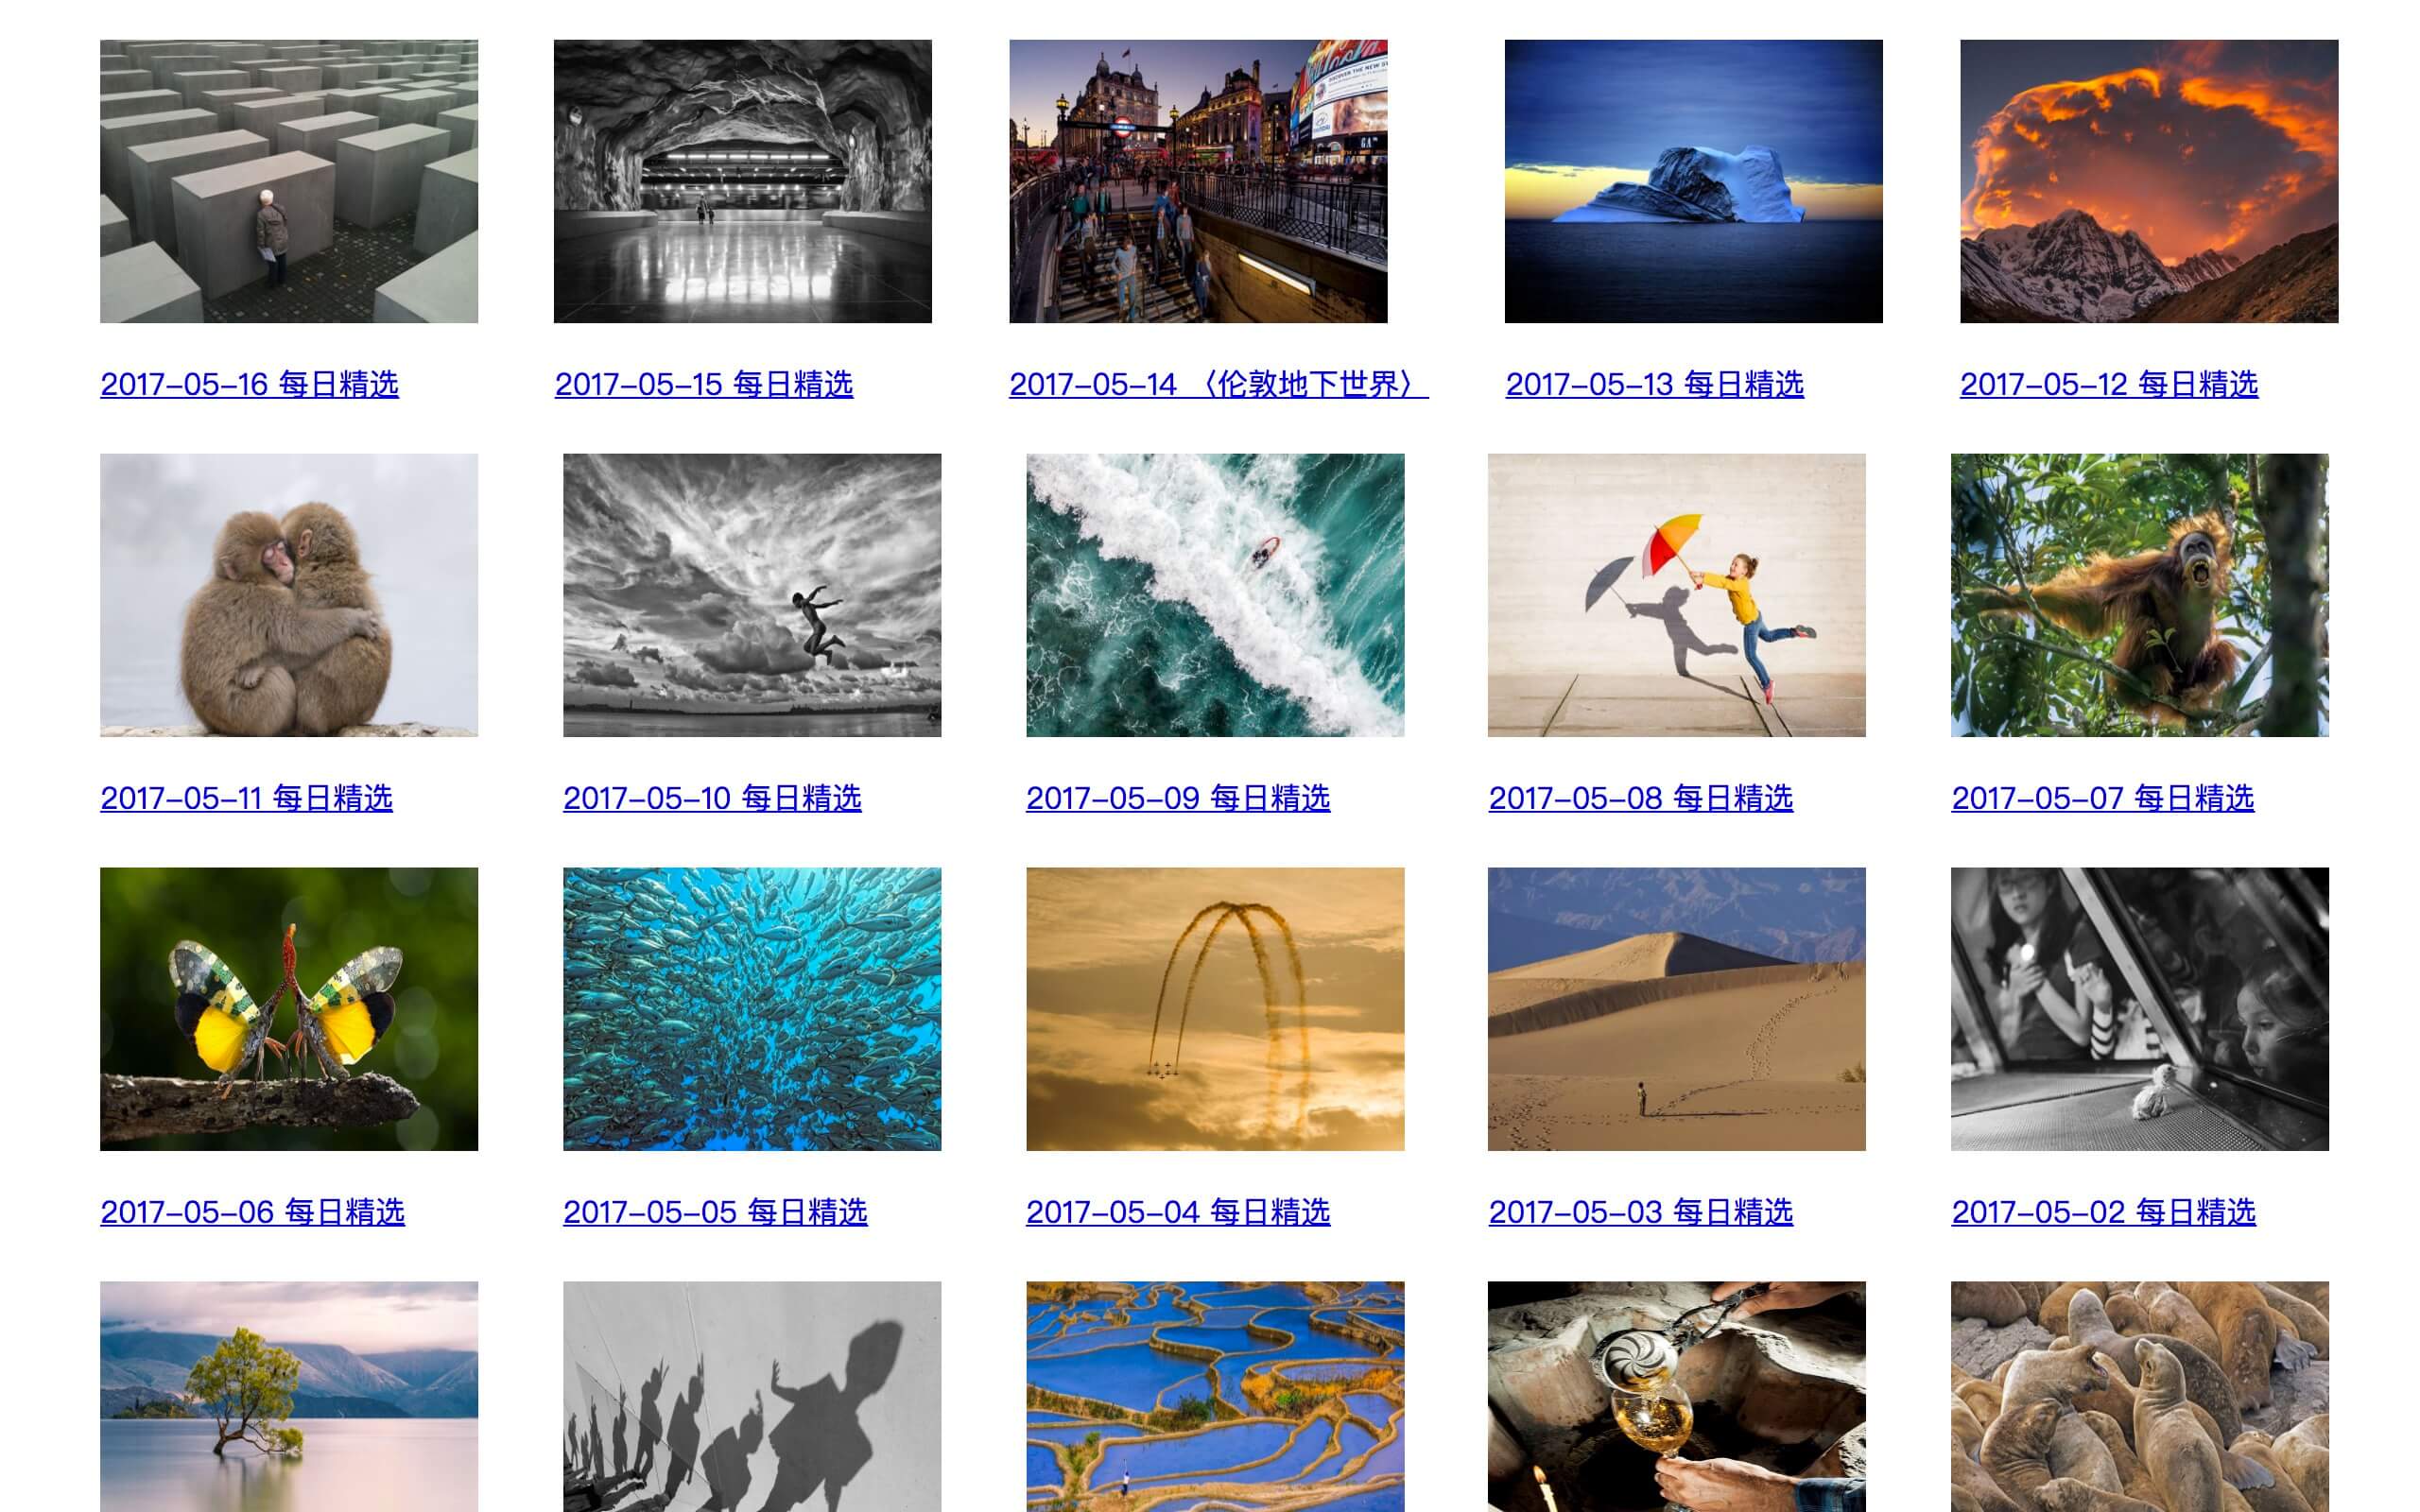 DISCOVER THE NEW S
2017-05-16 每日精选
2017-05-15 每日精选
2017-05-14 〈伦敦地下世界〉
2017-05-13 每日精选
2017-05-12 每日精选
2017-05-11 每日精选
2017-05-10 每日精选
2017-05-09 每日精选
2017-05-08 每日精选
2017-05-07 每日精选
2017-05-06 每日精选
2017-05-05 每日精选
2017-05-04 每日精选
2017-05-03 每日精选
2017-05-02 每日精选